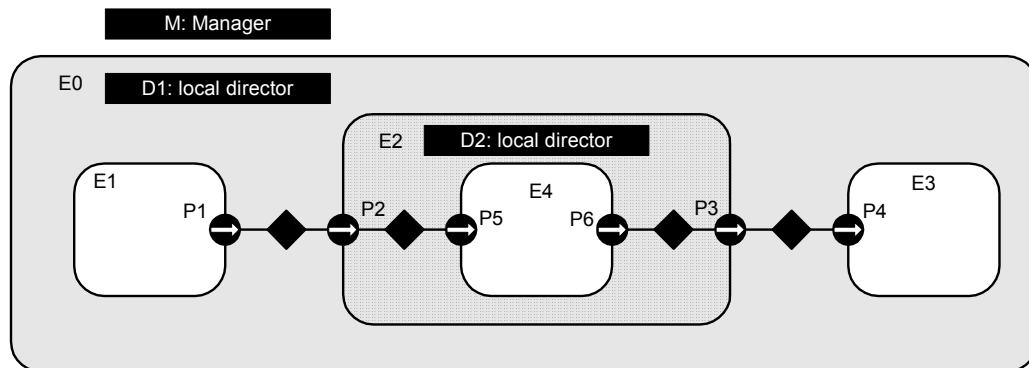 M: Manager
E0
D1: local director
E2
D2: local director
E1
E4
E3
P1
P2
P5
P6
P3
P4